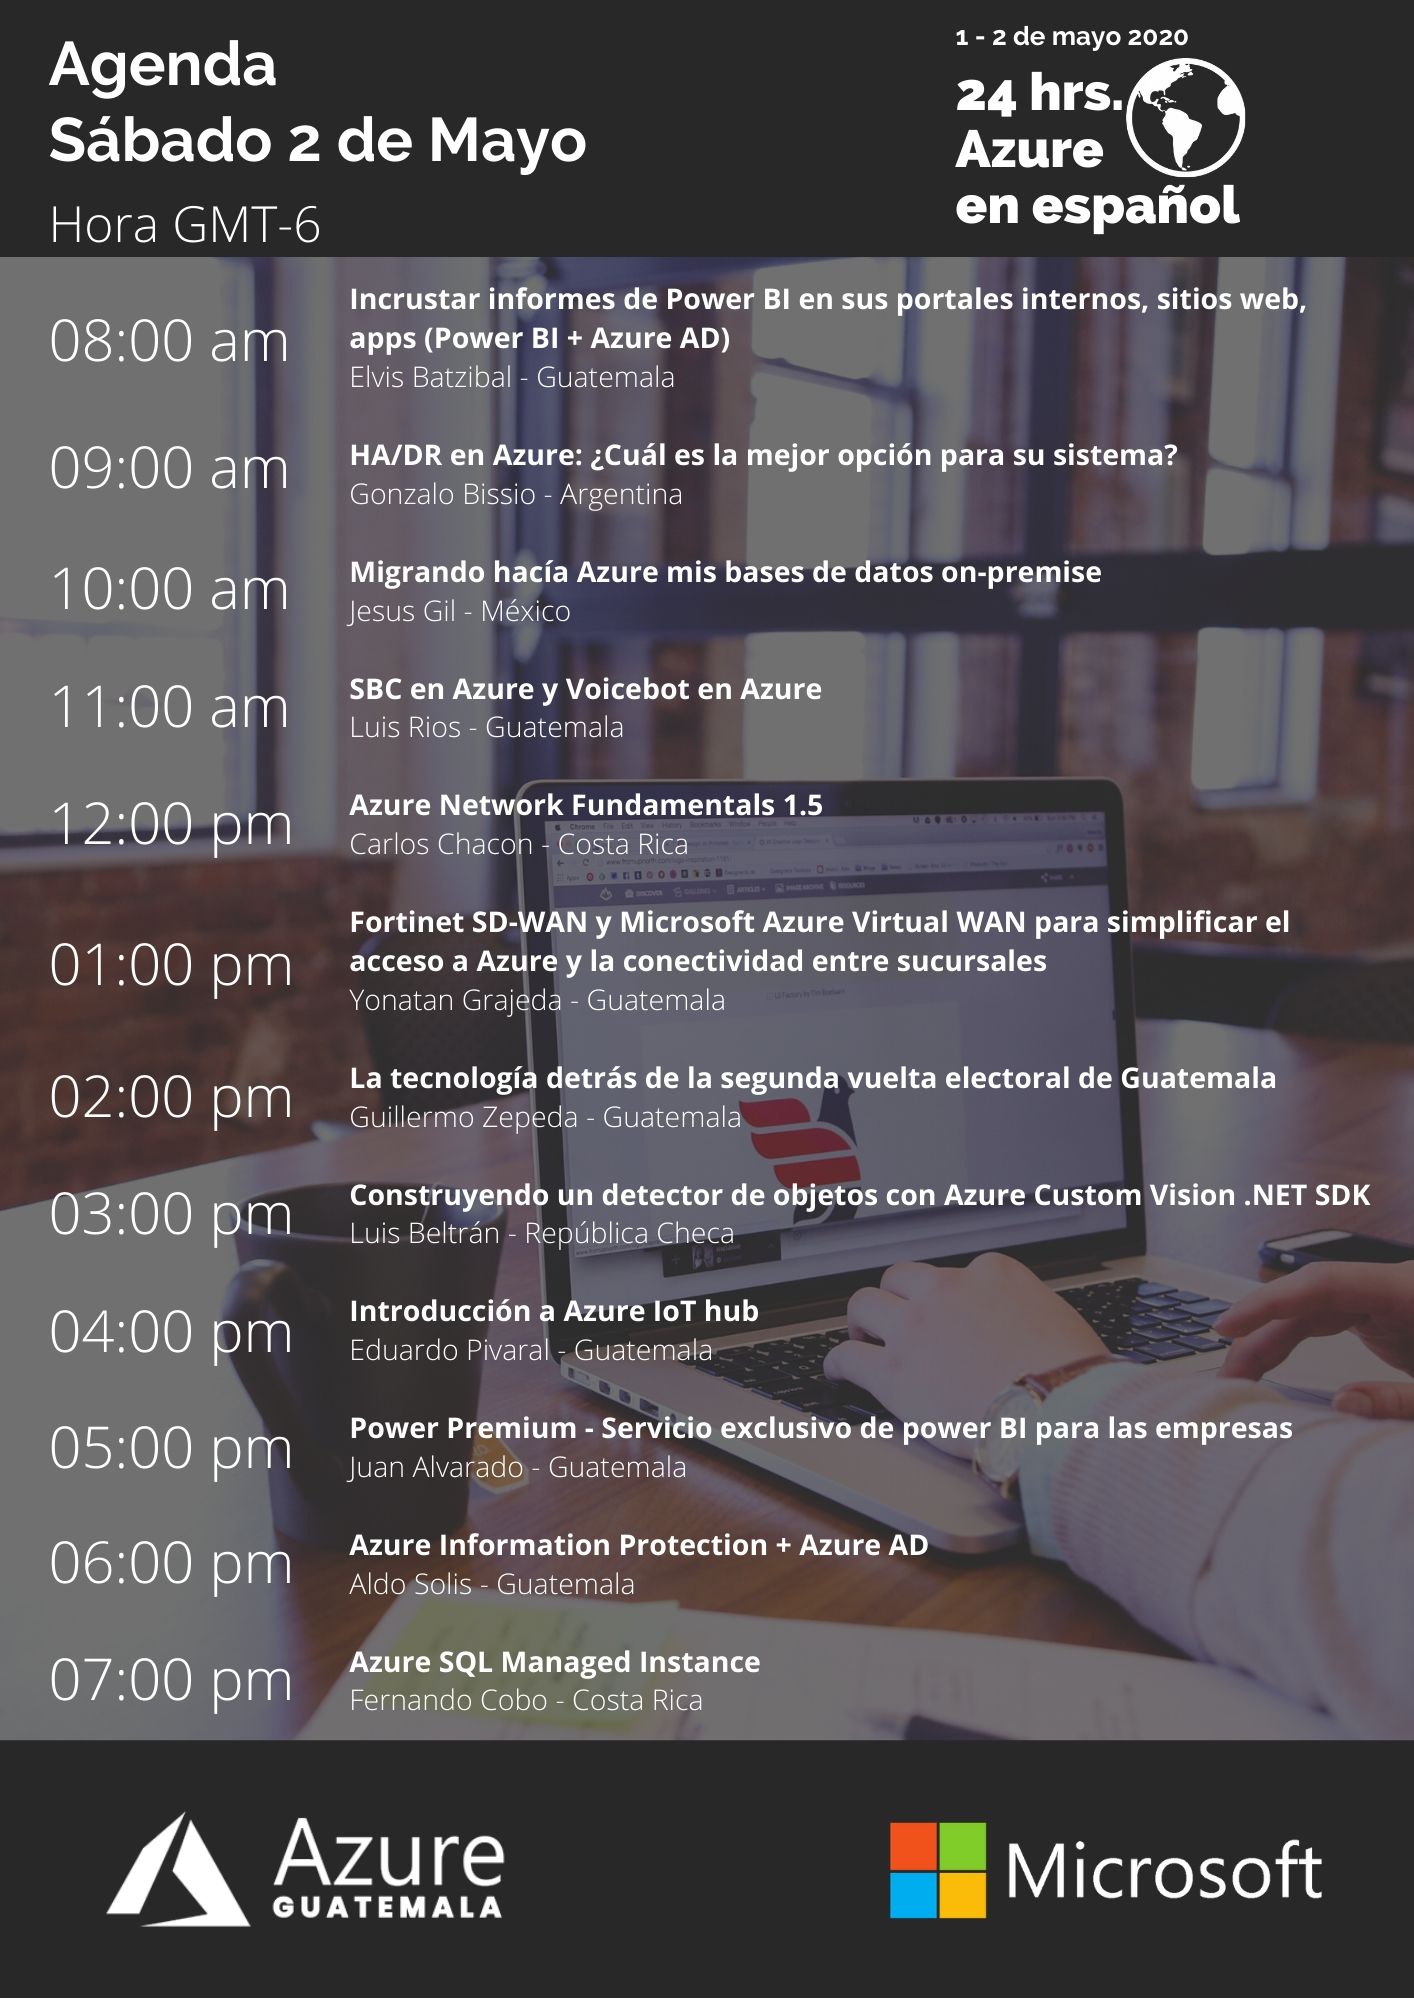 Agenda
Sábado 2 de Mayo
Hora GMT-6
1 - 2 de mayo 2020
24 hrs.
Azure
en español
08:00 am
Incrustar informes de Power BI en sus portales internos, sitios web,
apps (Power BI + Azure AD)
Elvis Batzibal - Guatemala
09:00 am
HA/DR en Azure: ¿Cuál es la mejor opción para su sistema?
Gonzalo Bissio - Argentina
10:00 am
Migrando hacía Azure mis bases de datos on-premise
Jesus Gil - México
11:00 am
SBC en Azure y Voicebot en Azure
Luis Rios - Guatemala
12:00 pm
Azure Network Fundamentals 1.5
Carlos Chacon - Costa Rica
01:00 pm
Fortinet SD-WAN y Microsoft Azure Virtual WAN para simplificar el
acceso a Azure y la conectividad entre sucursales
Yonatan Grajeda - Guatemala
02:00 pm
La tecnología detrás de la segunda vuelta electoral de Guatemala
Guillermo Zepeda - Guatemala
03:00 pm
Construyendo un detector de objetos con Azure Custom Vision .NET SDK
Luis Beltrán - República Checa
04:00 pm
Introducción a Azure IoT hub
Eduardo Pivaral - Guatemala
05:00 pm
Power Premium - Servicio exclusivo de power BI para las empresas
Juan Alvarado - Guatemala
06:00 pm
Azure Information Protection + Azure AD
Aldo Solis - Guatemala
07:00 pm
Azure SQL Managed Instance
Fernando Cobo - Costa Rica
Azure
GUATEMALA
Microsoft